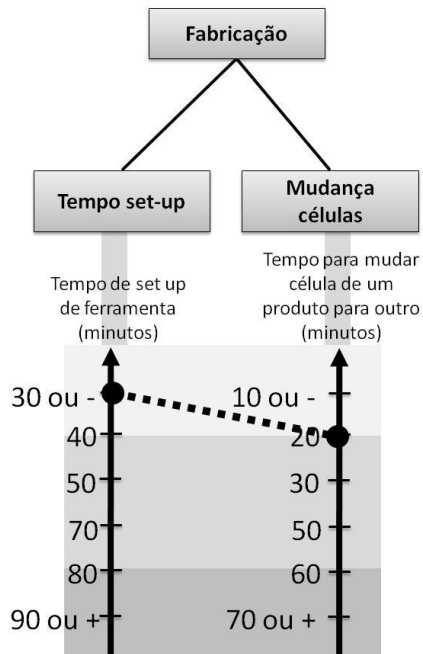 Fabricação
Tempo set-up
Mudança
células
Tempo de set up
de ferramenta
(minutos)
Tempo para mudar
célula de um
produto para outro
(minutos)
30 ou -
40
50
70
80
90 ou +
10 ou -
20
30
50
60
70 ou +